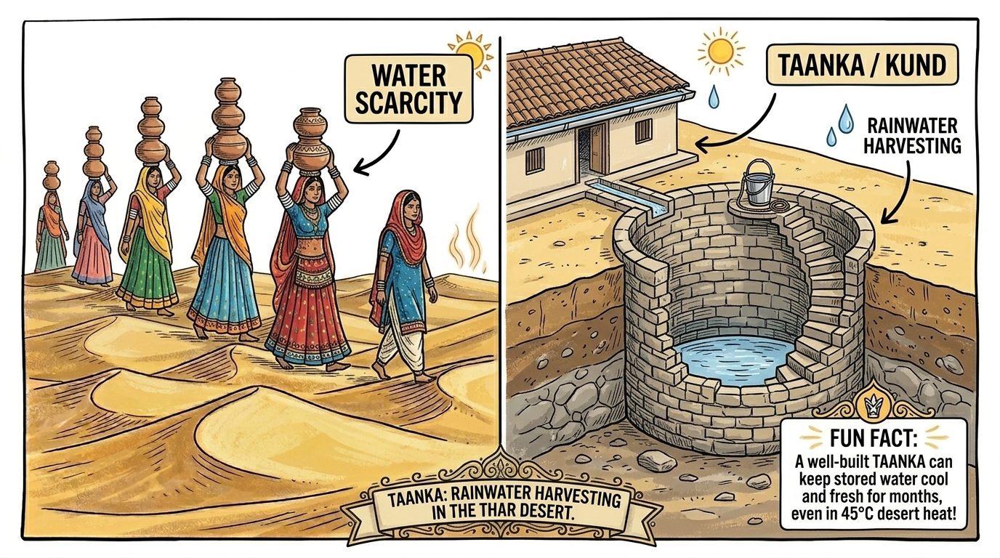 WATER
SCARCITY
TAANKA / KUND
RAINWATER
HARVESTING
FUN FACT:
A well-built TAANKA can
keep stored water cool
and fresh for months,
even in 45°C desert heat!
TAANKA: RAINWATER HARVESTING
IN THE THAR DESERT.